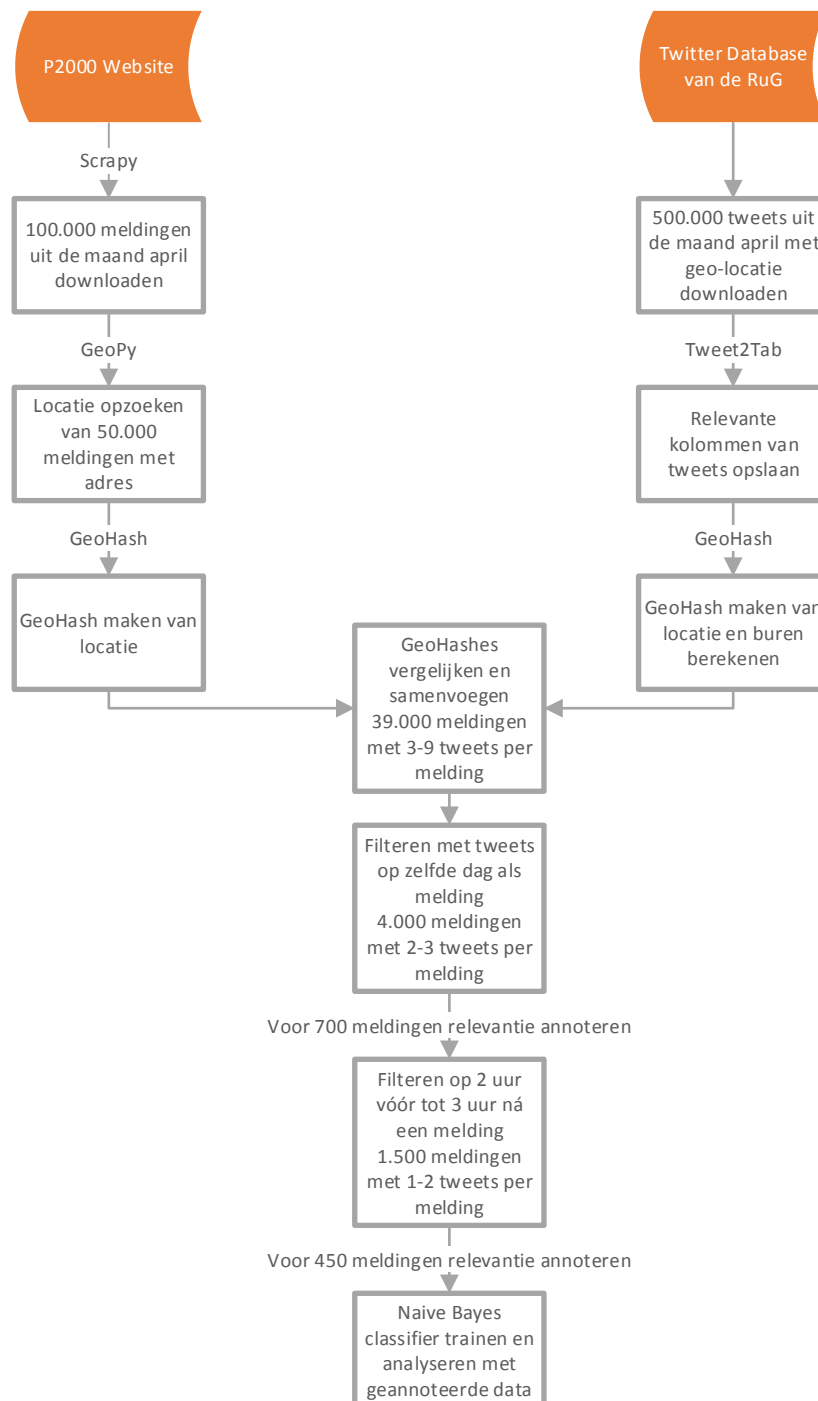 P2000 Website
Scrapy
100.000 meldingen
uit de maand april
downloaden
GeoPy
Locatie opzoeken
van 50.000
meldingen met
adres
GeoHash
GeoHash maken van
locatie
Twitter Database
van de RuG
500.000 tweets uit
de maand april met
geo-locatie
downloaden
Tweet2Tab
Relevante
kolommen van
tweets opslaan
GeoHash
GeoHash maken van
locatie en buren
berekenen
GeoHashes
vergelijken en
samenvoegen
39.000 meldingen
met 3-9 tweets per
melding
Filteren met tweets
op zelfde dag als
melding
4.000 meldingen
met 2-3 tweets per
melding
Voor 700 meldingen relevantie annoteren
Filteren op 2 uur
vóór tot 3 uur ná
een melding
1.500 meldingen
met 1-2 tweets per
melding
Voor 450 meldingen relevantie annoteren
Naive Bayes
classifier trainen en
analyseren met
geannoteerde data